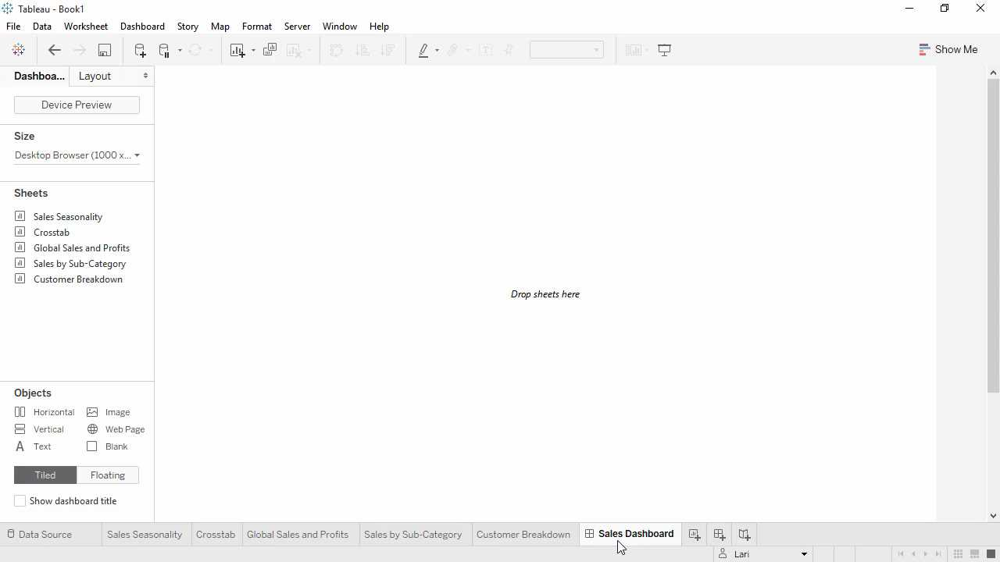 Tableau - Book1
File Data Worksheet Dashboard Story Map Format Server Window Help
Show Me
Dashboa... Layout
Device Preview
Size
Desktop Browser (1000 x...
Sheets
Sales Seasonality
Crosstab
Global Sales and Profits
Sales by Sub-Category
Customer Breakdown
Drop sheets here
Objects
Horizontal Image
Vertical Web Page
A Text Blank
Tiled Floating
Show dashboard title
Data Source Sales Seasonality Crosstab Global Sales and Profits Sales by Sub-Category Customer Breakdown Sales Dashboard
Lari